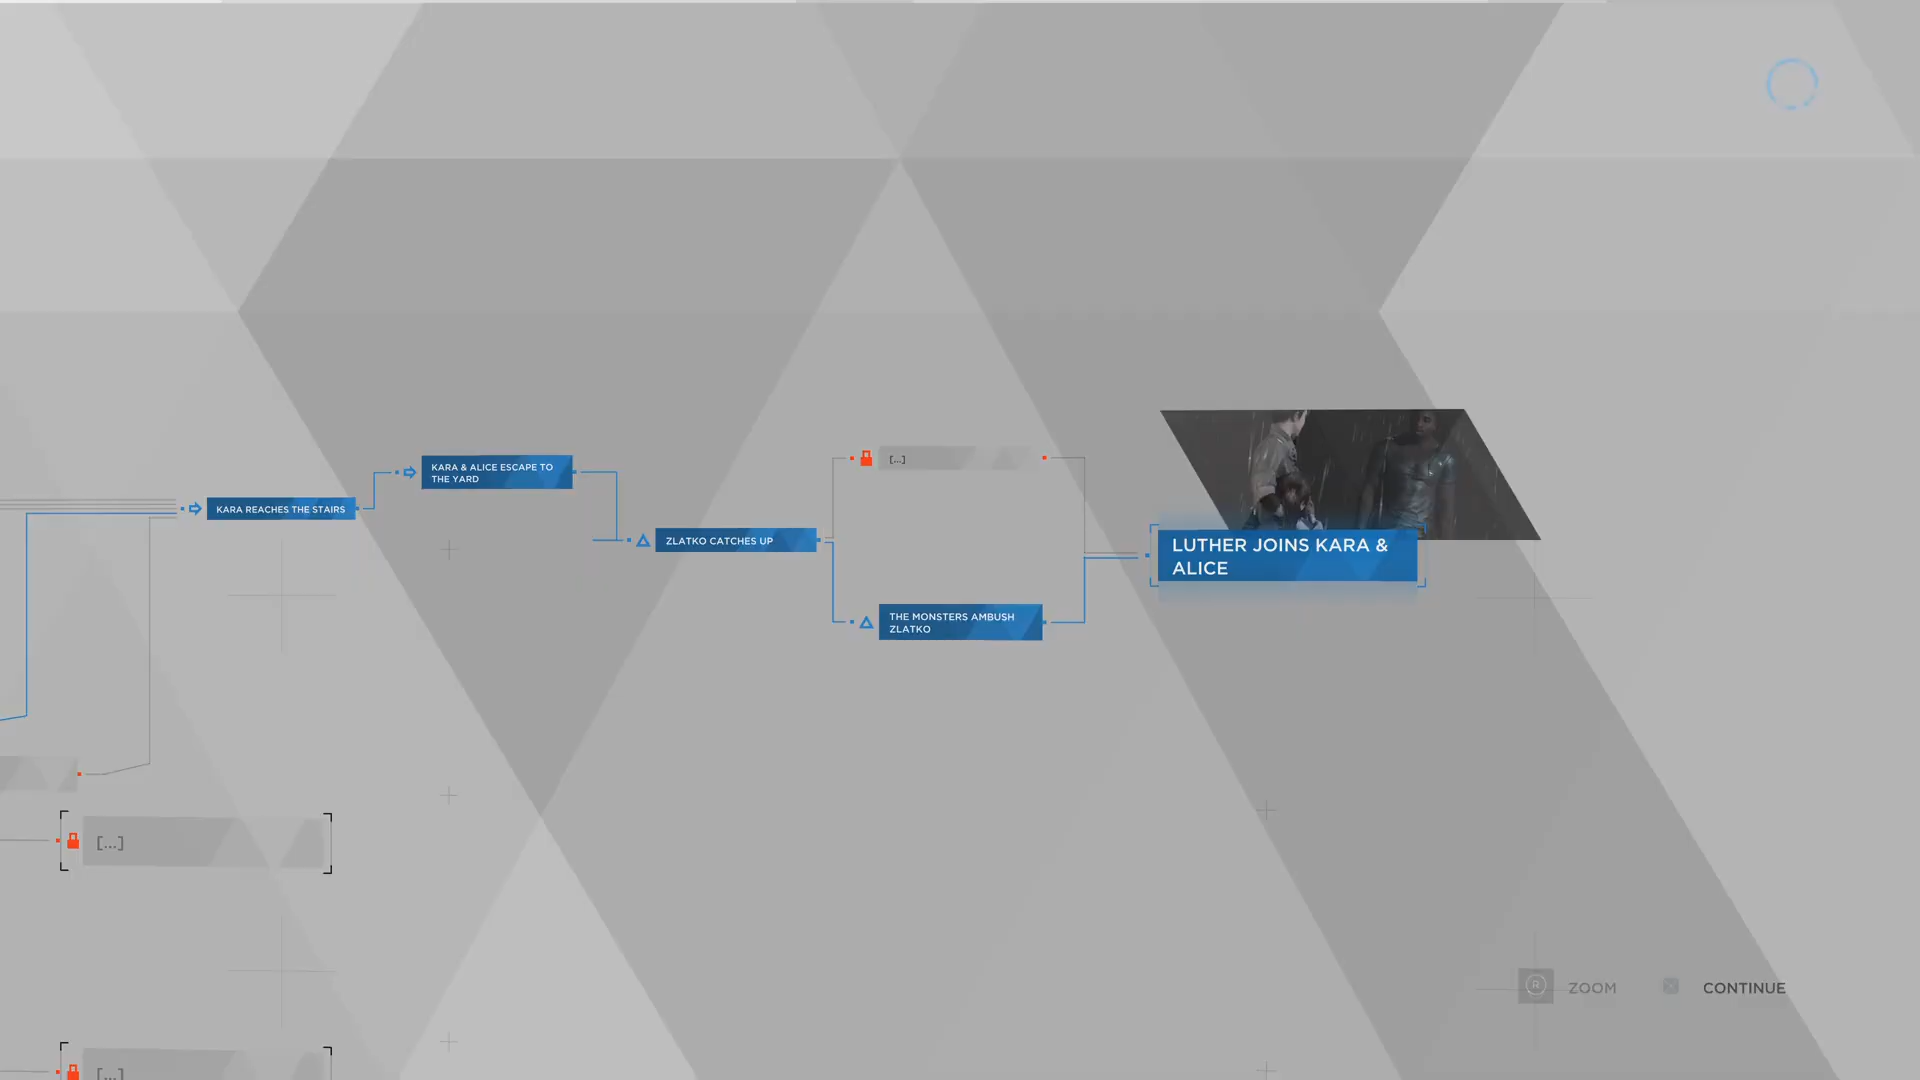 KARA REACHES THE STAIRS
KARA & ALICE ESCAPE TO
THE YARD
ZLATKO CATCHES UP
[...]
THE MONSTERS AMBUSH
ZLATKO
LUTHER JOINS KARA &
ALICE
[...]
[...]
R ZOOM
CONTINUE